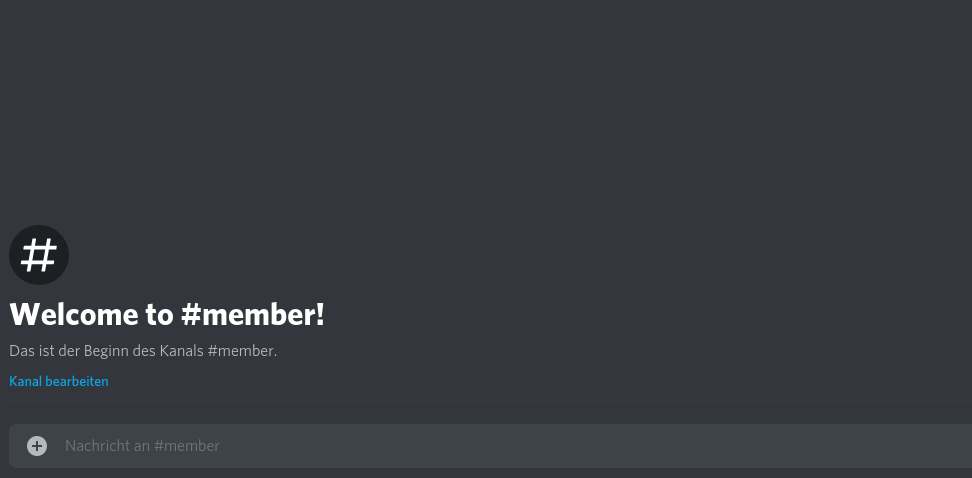 #
Welcome to #member!
Das ist der Beginn des Kanals #member.
Kanal bearbeiten
Nachricht an #member